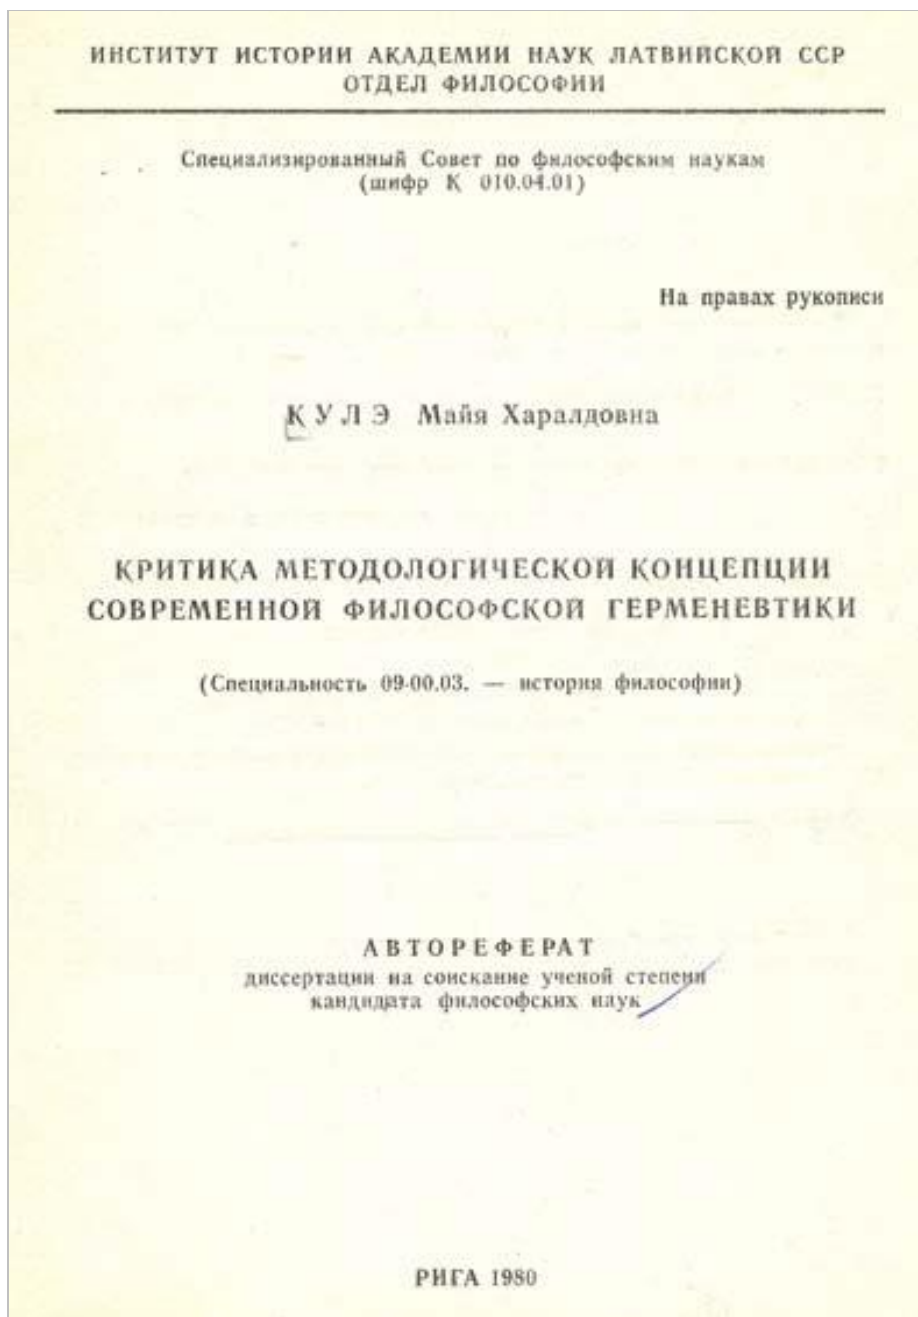 ИНСТИТУТ ИСТОРИИ АКАДЕМИИ НАУК ЛАТВИЙСКОЙ ССР
ОТДЕЛ ФИЛОСОФИИ
Специализированный Совет по философским наукам
(шифр К 010.04.01)
На правах рукописи
КУЛЭ Майя Харалдовна
КРИТИКА МЕТОДОЛОГИЧЕСКОЙ КОНЦЕПЦИИ
СОВРЕМЕННОЙ ФИЛОСОФСКОЙ ГЕРМЕНЕВТИКИ
(Специальность 09-00.03. — история философии)
АВТОРЕФЕРАТ
диссертации на соискание ученой степени
кандидата философских наук
РИГА 1980